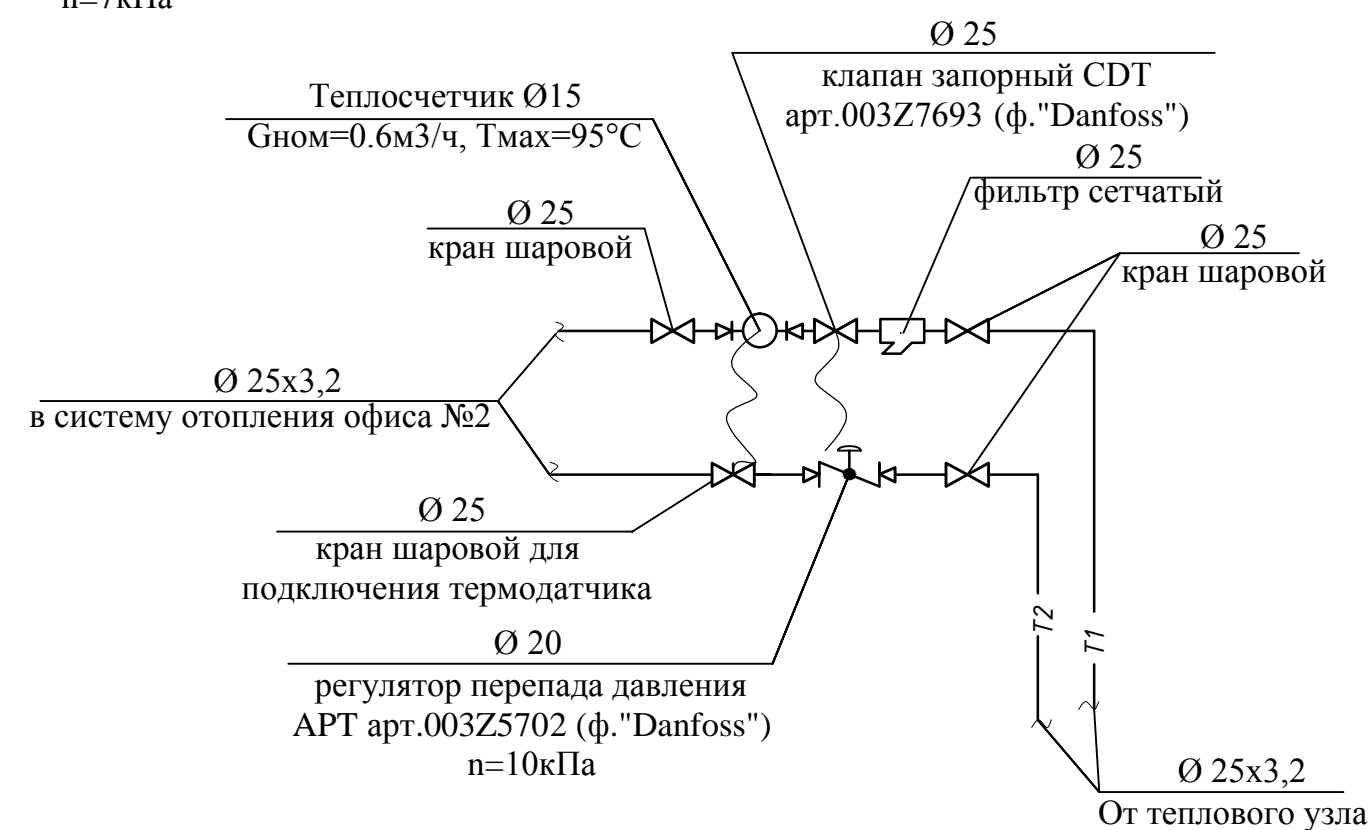 n=7кПа
Ø 25
клапан запорный CDT
арт.003Z7693 (ф."Danfoss")
Теплосчетчик Ø15
Gном=0.6м3/ч, Тмах=95°С
Ø 25
фильтр сетчатый
Ø 25
кран шаровой
Ø 25
кран шаровой
Ø 25х3,2
в систему отопления офиса №2
Ø 25
кран шаровой для
подключения термодатчика
Ø 20
регулятор перепада давления
АРТ арт.003Z5702 (ф."Danfoss")
n=10кПа
T2
T1
Ø 25х3,2
От теплового узла